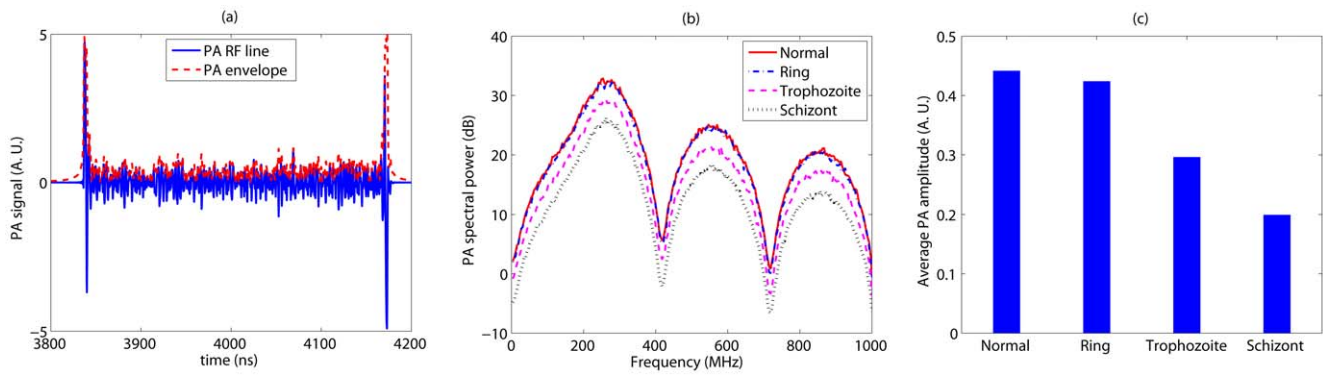 (a)
PA signal (A. U.)
5
0
−5
PA RF line
PA envelope
3800
3900
4000
4100
4200
time (ns)
(b)
PA spectral power (dB)
40
30
20
10
0
−10
Normal
Ring
Trophozoite
Schizont
0
200
400
600
800
1000
Frequency (MHz)
(c)
Average PA amplitude (A. U.)
0.5
0.4
0.3
0.2
0.1
0
Normal
Ring
Trophozoite
Schizont